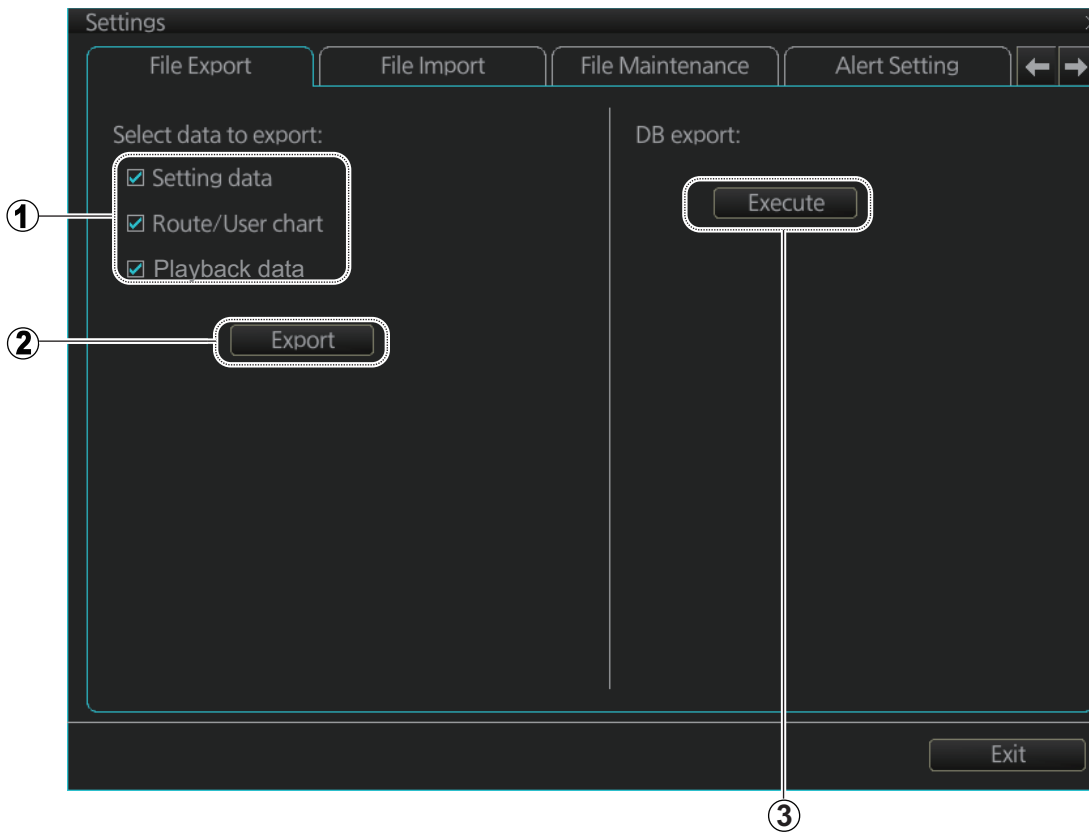 Settings
File Export
File Import
File Maintenance
Alert Setting
Select data to export:
Setting data
Route/User chart
Playback data
Export
DB export:
Execute
Exit
1
2
3